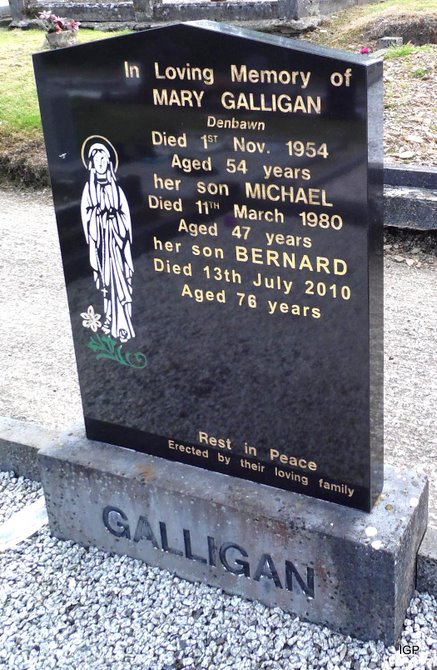 In Loving Memory of
MARY GALLIGAN
Denbawn
Died 1ST Nov. 1954
Aged 54 years
her son MICHAEL
Died 11TH March 1980
Aged 47 years
her son BERNARD
Died 13th July 2010
Aged 76 years
Rest in Peace
Erected by their loving family
GALLIGAN
IGP